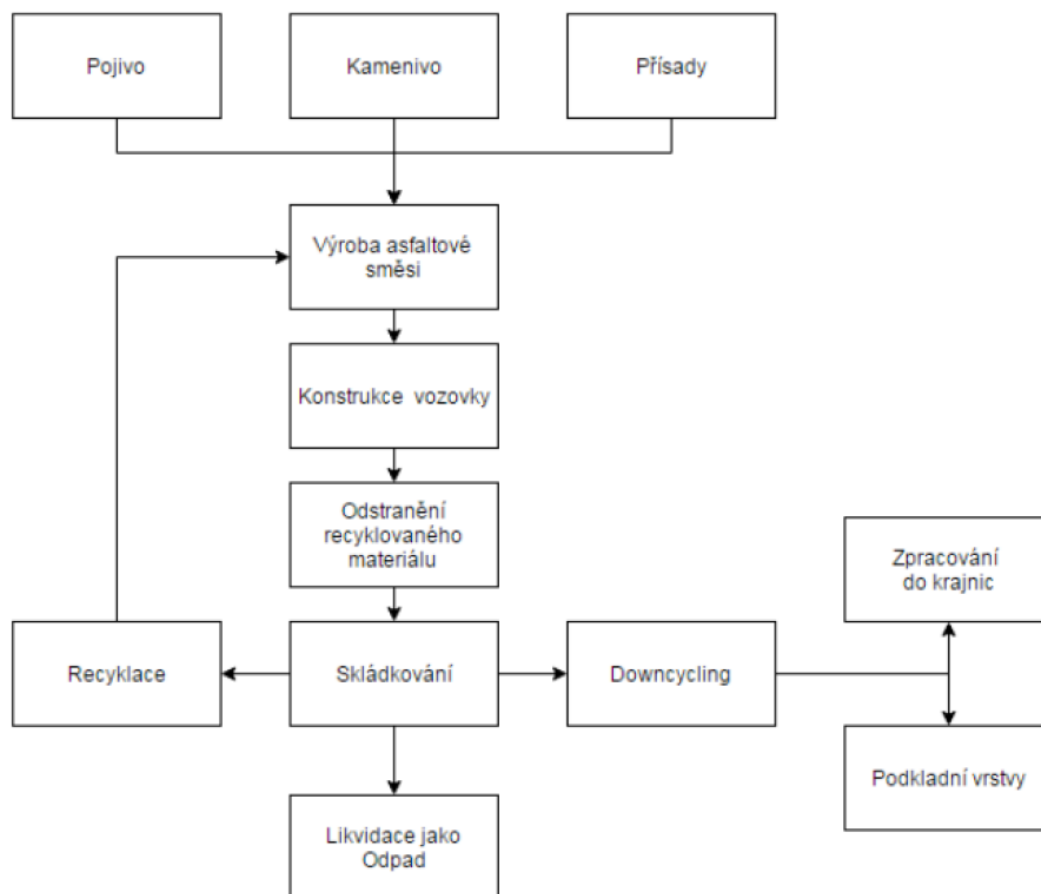 Pojivo
Kamenivo
Přísady
Výroba asfaltové
směsi
Konstrukce vozovky
Odstranění
recyklovaného
materiálu
Zpracování
do krajnic
Recyklace
Skládkování
Downcycling
Podkladní vrstvy
Likvidace jako
Odpad